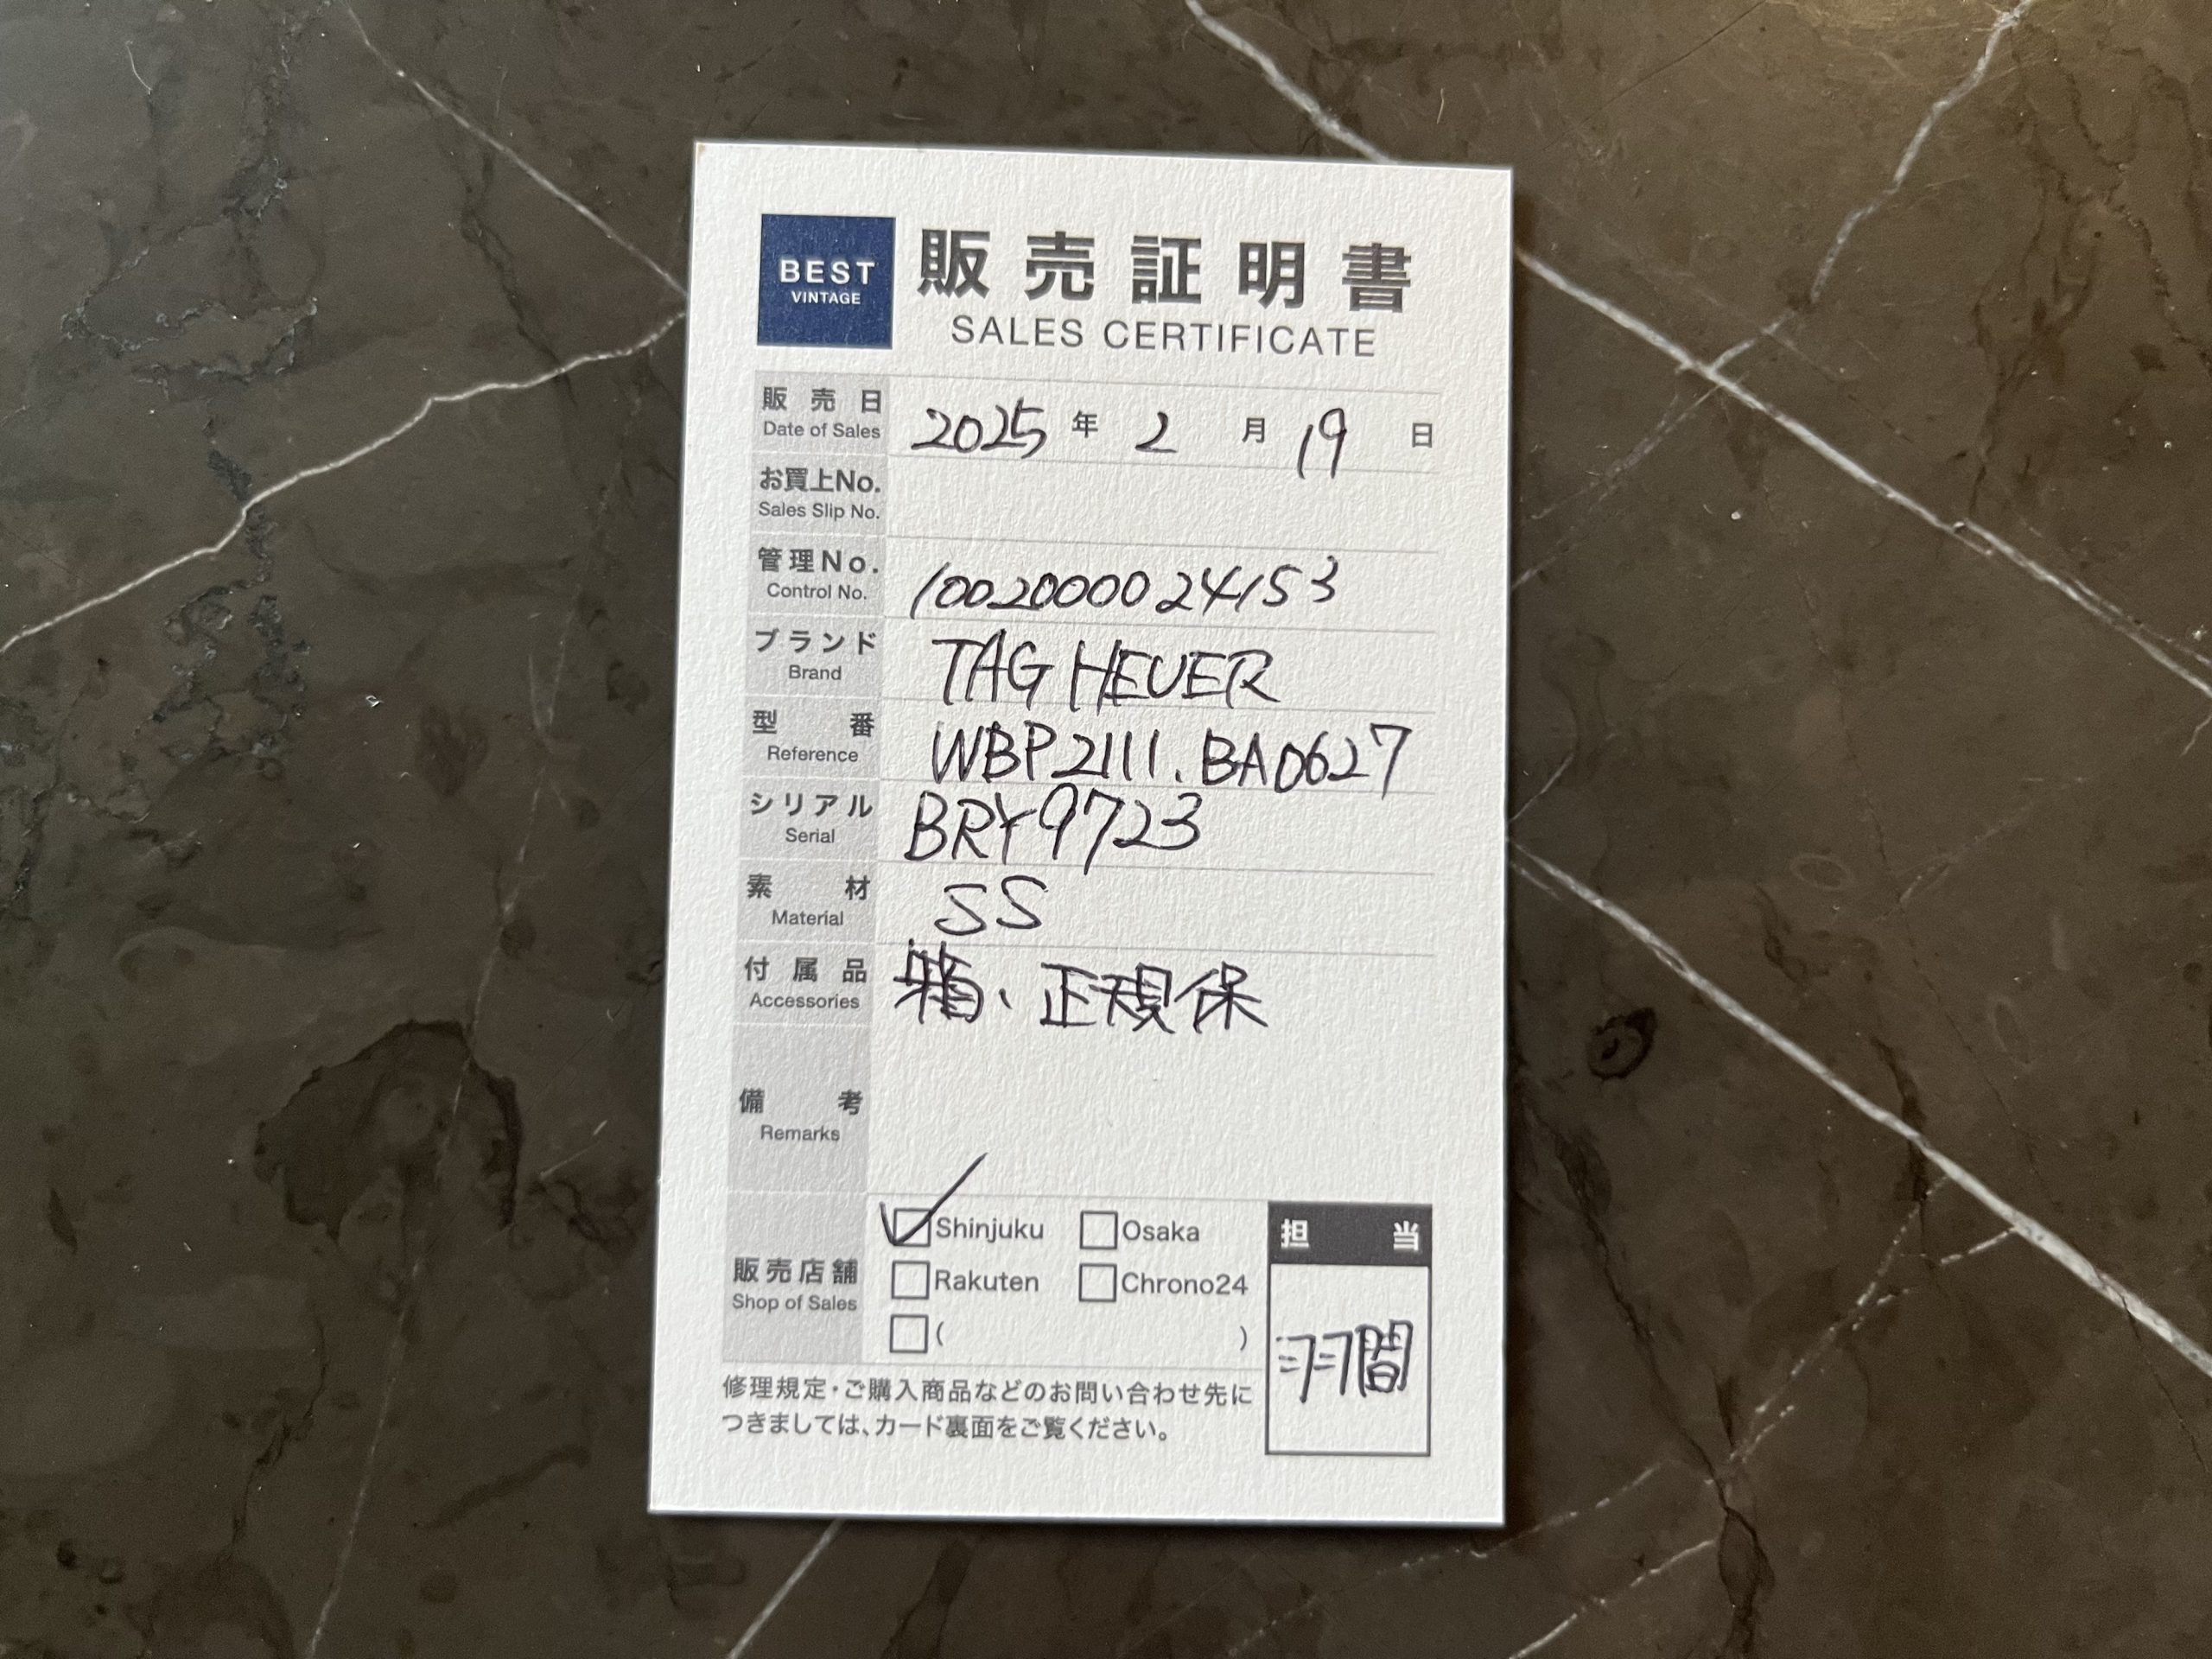 BEST
VINTAGE
販売証明書
SALES CERTIFICATE
販売日 2025年2月19日
Date of Sales
お買上No.
Sales Slip No.
管理No. 1002000024153
Control No.
ブランド TAG HEUER
Brand
型番 WBP2111.BA0627
Reference
シリアル BRY9723
Serial
素材 SS
Material
付属品 箱、正規保
Accessories
備考
Remarks
販売店舗
Shop of Sales
Shinjuku Osaka
Rakuten Chrono24
( )
担当
羽間
修理規定・ご購入商品などのお問い合わせ先に
つきましては、カード裏面をご覧ください。